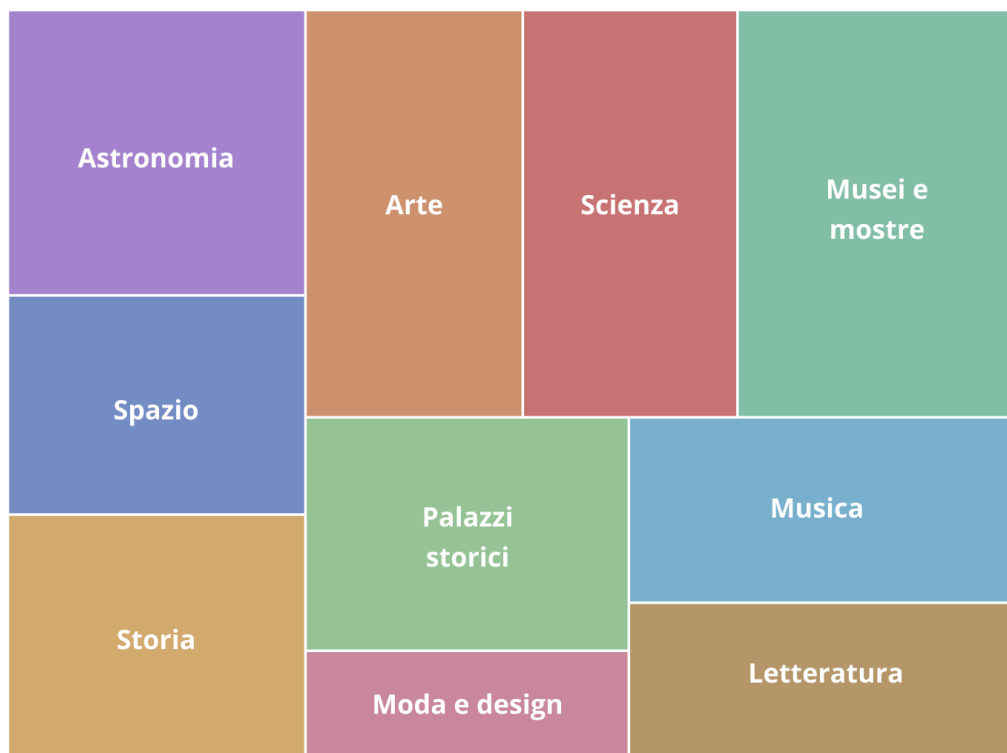 Astronomia
Arte
Scienza
Musei e
mostre
Spazio
Palazzi
storici
Musica
Storia
Letteratura
Moda e design